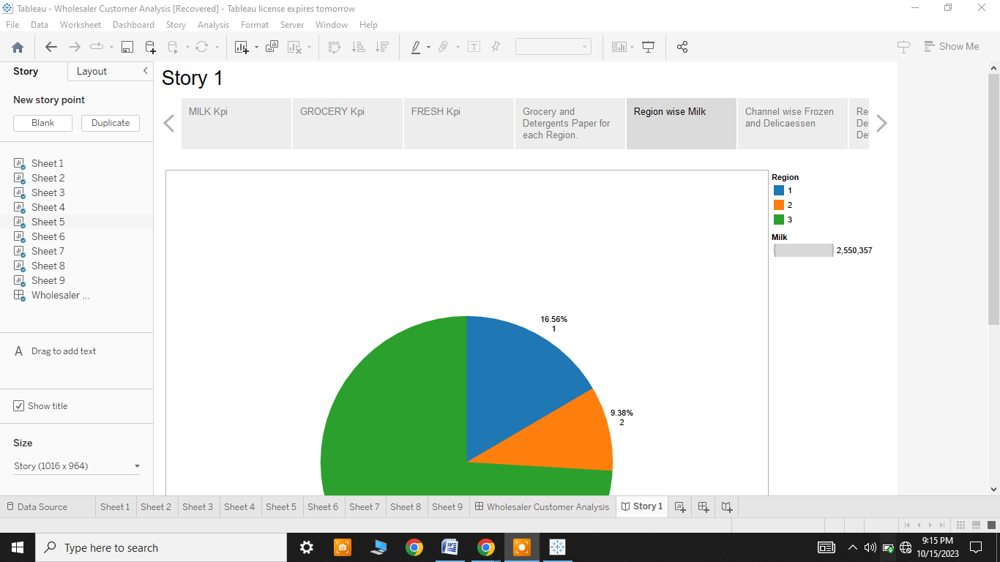 Tableau - Wholesaler Customer Analysis [Recovered] - Tableau license expires tomorrow
File Data Worksheet Dashboard Story Analysis Format Server Window Help
Show Me
Story Layout
New story point
Blank Duplicate
Sheet 1
Sheet 2
Sheet 3
Sheet 4
Sheet 5
Sheet 6
Sheet 7
Sheet 8
Sheet 9
Wholesaler ...
A Drag to add text
Show title
Size
Story (1016 x 964)
Story 1
MILK Kpi
GROCERY Kpi
FRESH Kpi
Grocery and
Detergents Paper for
each Region.
Region wise Milk
Channel wise Frozen
and Delicaessen
Region
1
2
3
Milk
2,550,357
16.56%
1
9.38%
2
Data Source Sheet 1 Sheet 2 Sheet 3 Sheet 4 Sheet 5 Sheet 6 Sheet 7 Sheet 8 Sheet 9 Wholesaler Customer Analysis Story 1
Type here to search
9:15 PM
10/15/2023